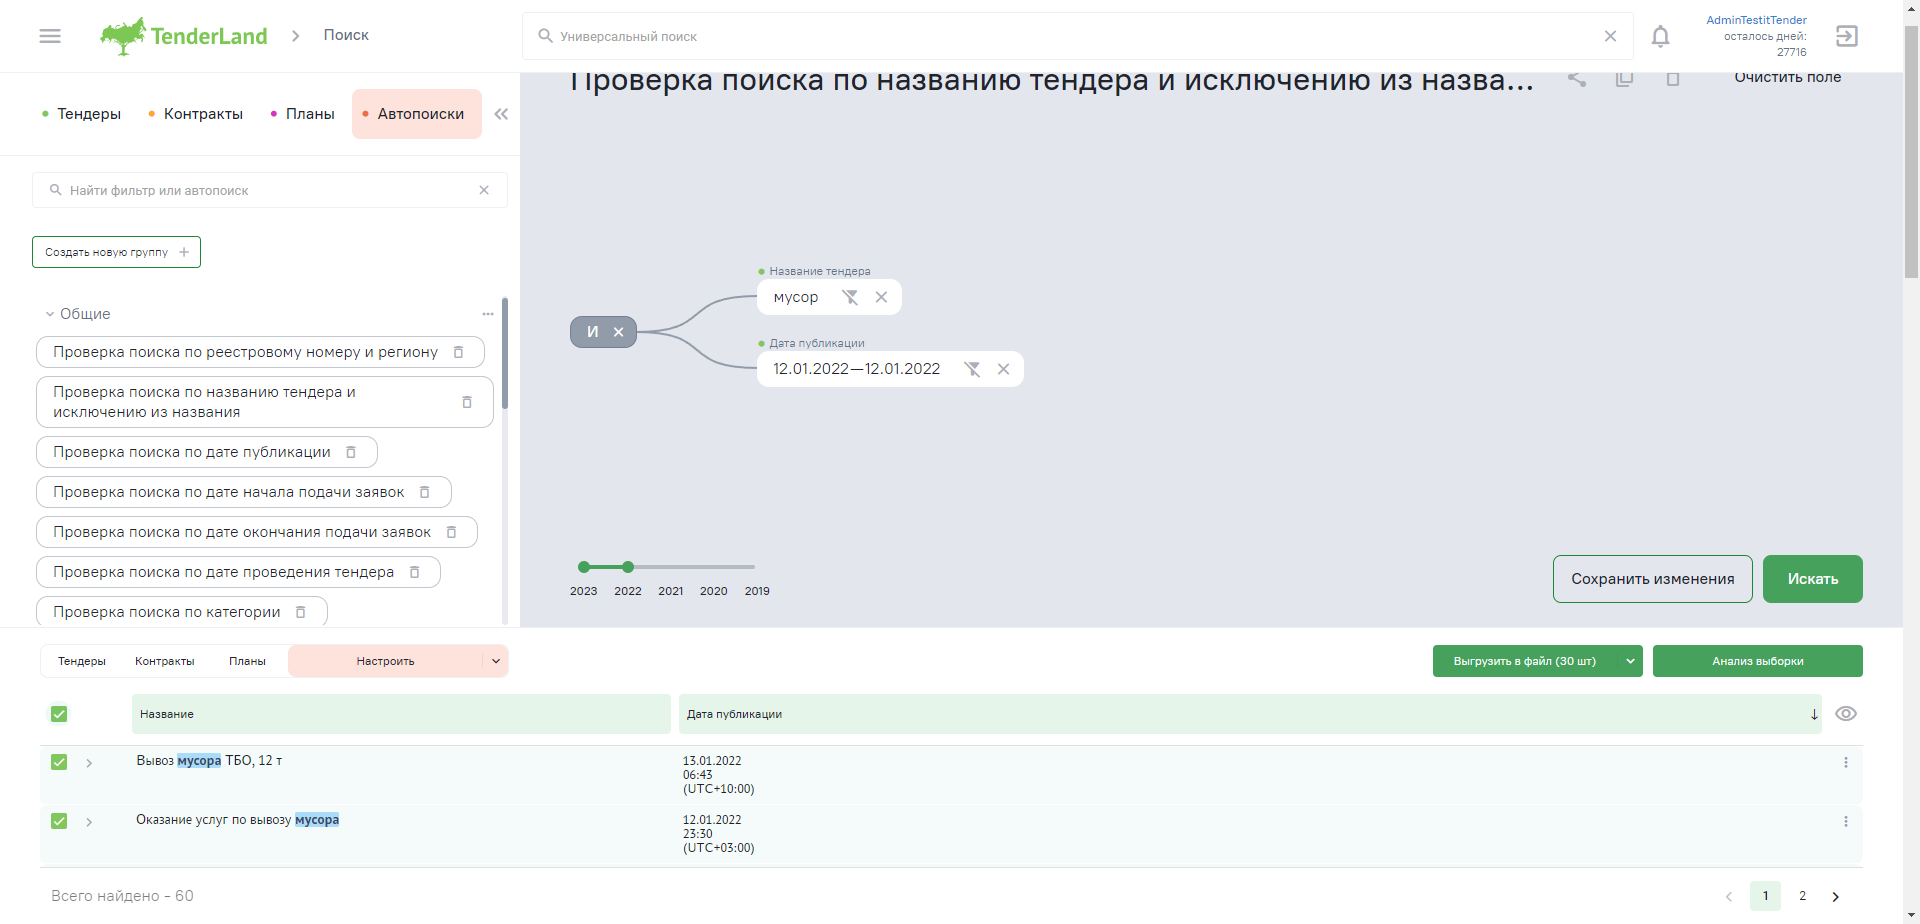 TenderLand
Поиск
Универсальный поиск
AdminTestitTender
осталось дней:
27716
Тендеры
Контракты
Планы
Автопоиски
Проверка поиска по названию тендера и исключению из назва...
Очистить поле
Найти фильтр или автопоиск
Создать новую группу
Общие
Проверка поиска по реестровому номеру и региону
Проверка поиска по названию тендера и
исключению из названия
Проверка поиска по дате публикации
Проверка поиска по дате начала подачи заявок
Проверка поиска по дате окончания подачи заявок
Проверка поиска по дате проведения тендера
Проверка поиска по категории
Название тендера
мусор
И
Дата публикации
12.01.2022—12.01.2022
2023 2022 2021 2020 2019
Сохранить изменения
Искать
Тендеры Контракты Планы Настроить
Выгрузить в файл (30 шт)
Анализ выборки
Название
Дата публикации
Вывоз мусора ТБО, 12 т
13.01.2022
06:43
(UTC+10:00)
Оказание услуг по вывозу мусора
12.01.2022
23:30
(UTC+03:00)
Всего найдено - 60
1 2